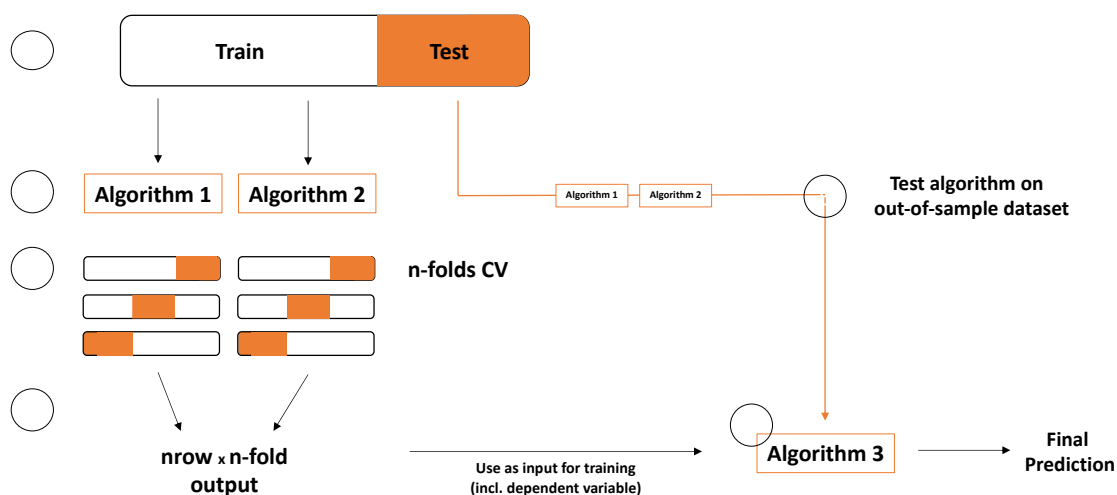 Train
Test
Algorithm 1
Algorithm 2
Algorithm 1
Algorithm 2
Test algorithm on
out-of-sample dataset
n-folds CV
nrow x n-fold
output
Use as input for training
(incl. dependent variable)
Algorithm 3
Final
Prediction